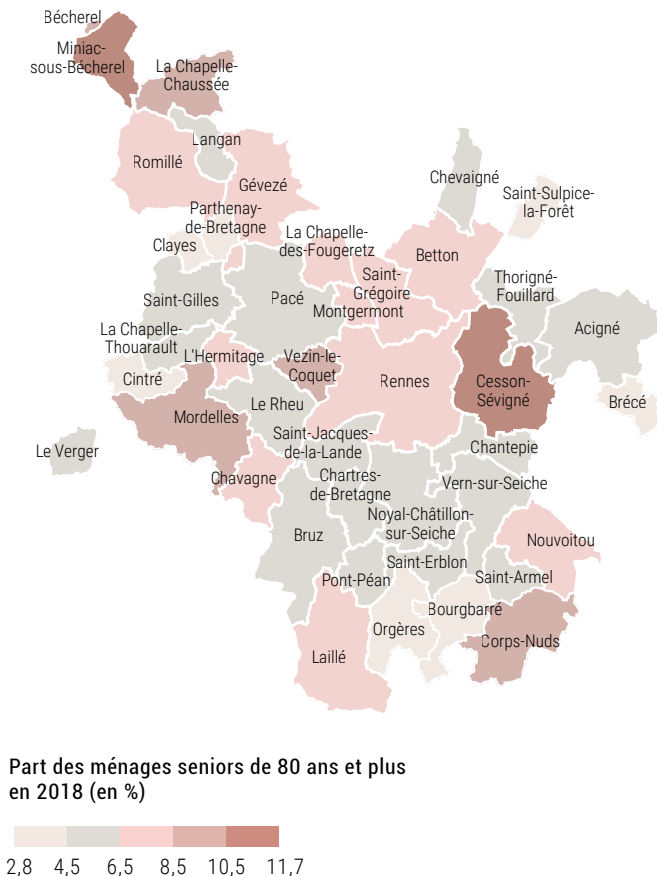 Bécherel
Miniac-
sous-Bécherel
La Chapelle-
Chaussée
Langan
Romillé
Gévezé
Chevaigné
Saint-Sulpice-
la-Forêt
Parthenay-
de-Bretagne
Clayes
La Chapelle-
des-Fougeretz
Betton
Saint-
Grégoire
Thorigné-
Fouillard
Saint-Gilles
Pacé
Montgermont
Acigné
La Chapelle-
Thouarault
L'Hermitage
Vezin-le-
Coquet
Cintré
Rennes
Cesson-
Sévigné
Brécé
Mordelles
Le Rheu
Saint-Jacques-
de-la-Lande
Chantepie
Le Verger
Chavagne
Chartres-
de-Bretagne
Vern-sur-Seiche
Noyal-Châtillon-
sur-Seiche
Bruz
Nouvoitou
Saint-Erblon
Pont-Péan
Saint-Armel
Bourgbarré
Orgères
Corps-Nuds
Laillé
Part des ménages seniors de 80 ans et plus
en 2018 (en %)
2,8 4,5 6,5 8,5 10,5 11,7